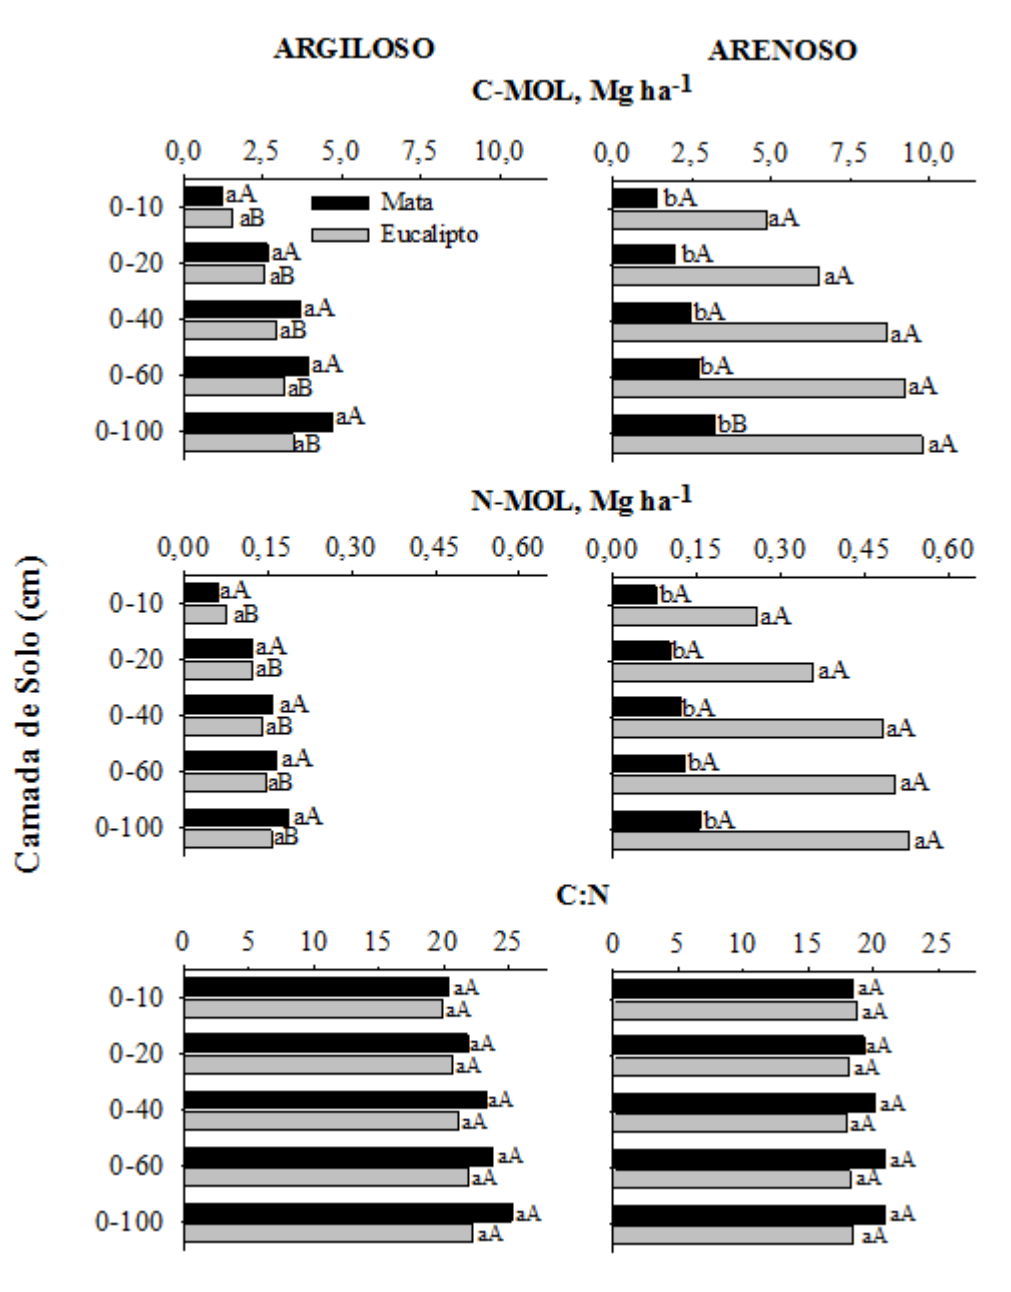 ARGILOSO ARENOSO
C-MOL, Mg ha-1
0,0 2,5 5,0 7,5 10,0 0,0 2,5 5,0 7,5 10,0
0-10 aA Mata bA
aB Eucalipto aA
0-20 aA bA
aB aA
0-40 aA bA
aB aA
0-60 aA bA
aB aA
0-100 aA bB
aB aA
N-MOL, Mg ha-1
0,00 0,15 0,30 0,45 0,60 0,00 0,15 0,30 0,45 0,60
0-10 aA bA
aB aA
0-20 aA bA
aB aA
0-40 aA bA
aB aA
0-60 aA bA
aB aA
0-100 aA bA
aB aA
Camada de Solo (cm)
C:N
0 5 10 15 20 25 0 5 10 15 20 25
0-10 aA aA
aA aA
0-20 aA aA
aA aA
0-40 aA aA
aA aA
0-60 aA aA
aA aA
0-100 aA aA
aA aA